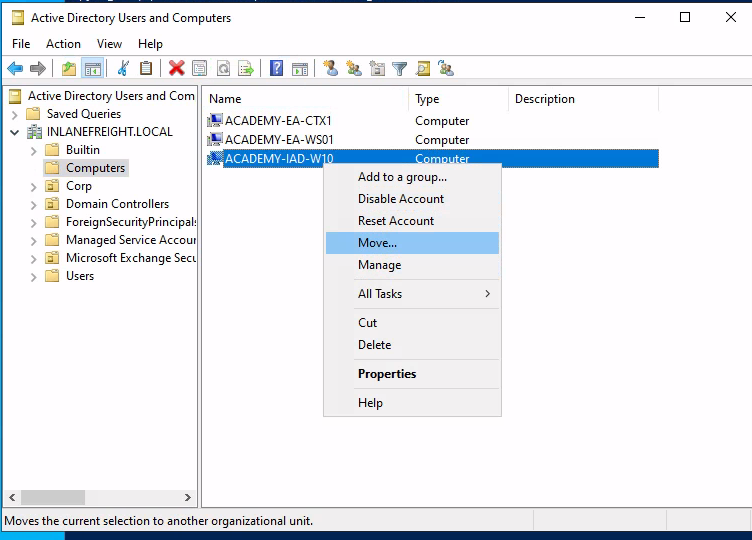 Active Directory Users and Computers
File Action View Help
Active Directory Users and Com
Saved Queries
INLANEFREIGHT.LOCAL
Builtin
Computers
Corp
Domain Controllers
ForeignSecurityPrincipals
Managed Service Accour
Microsoft Exchange Secu
Users
Name Type Description
ACADEMY-EA-CTX1 Computer
ACADEMY-EA-WS01 Computer
ACADEMY-IAD-W10 Computer
Add to a group...
Disable Account
Reset Account
Move...
Manage
All Tasks
Cut
Delete
Properties
Help
Moves the current selection to another organizational unit.